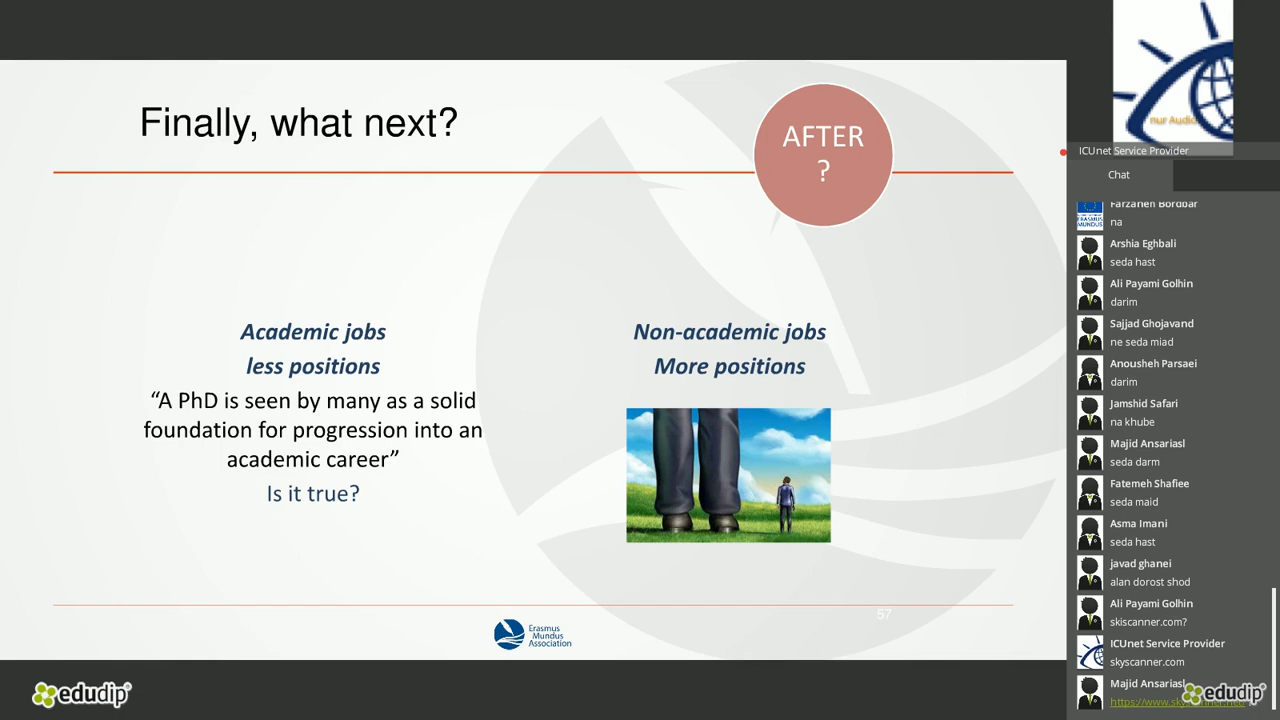 Finally, what next?
AFTER
?
Academic jobs
less positions
“A PhD is seen by many as a solid
foundation for progression into an
academic career”
Is it true?
Non-academic jobs
More positions
57
Erasmus
Mundus
Association
edudip
nur Audio
ICUnet Service Provider
Chat
Farzaneh Bordbar
na
Arshia Eghbali
seda hast
Ali Payami Golhin
darim
Sajjad Ghojavand
ne seda miad
Anousheh Parsaei
darim
Jamshid Safari
na khube
Majid Ansariasl
seda darm
Fatemeh Shafiee
seda maid
Asma Imani
seda hast
javad ghanei
alan dorost shod
Ali Payami Golhin
skiscanner.com?
ICUnet Service Provider
skyscanner.com
Majid Ansariasl
edudip
ERASMUS
MUNDUS